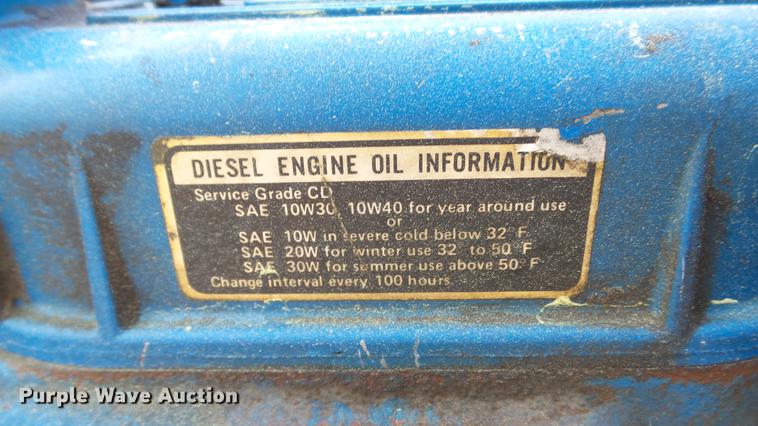 DIESEL ENGINE OIL INFORMATION
Service Grade CD
SAE 10W30, 10W40 for year around use
or
SAE 10W in severe cold below 32° F
SAE 20W for winter use 32° to 50° F
SAE 30W for summer use above 50° F
Change interval every 100 hours
Purple Wave Auction